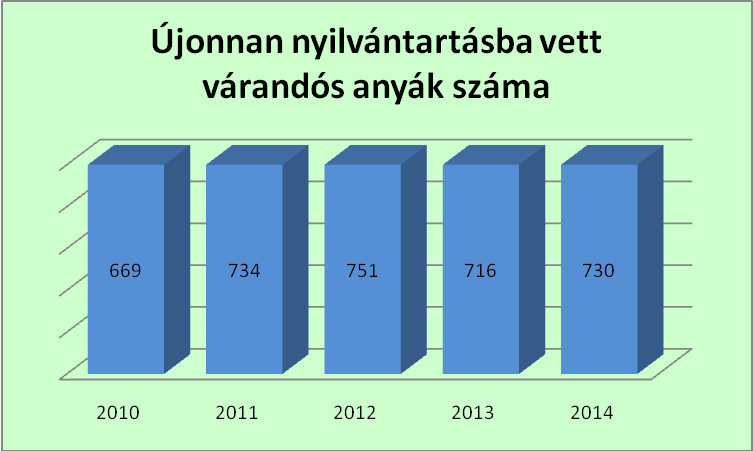 Újonnan nyilvántartásba vett
várandós anyák száma
669 734 751 716 730
2010 2011 2012 2013 2014